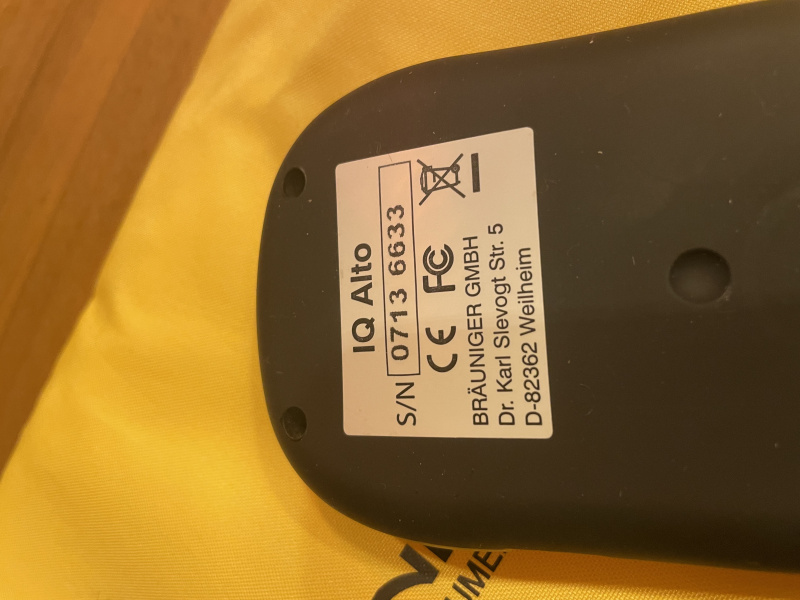 IQ Alto
S/N 0713 6633
CE FC
BRÄUNIGER GMBH
Dr. Karl Slevogt Str. 5
D-82362 Weilheim